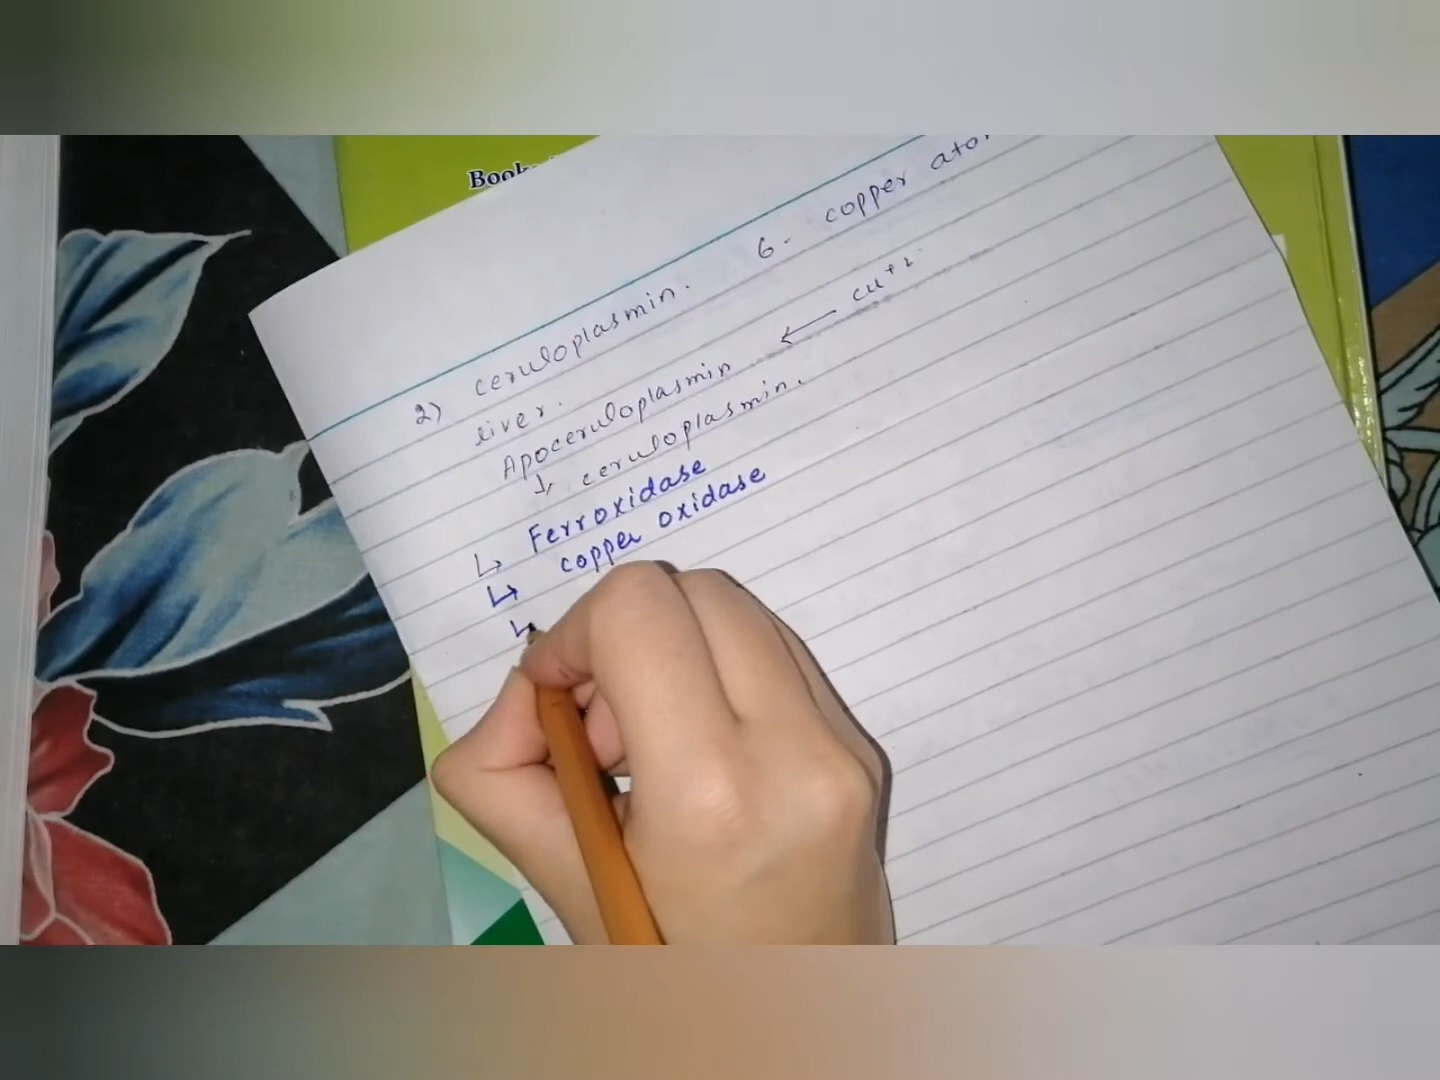 2) ceruloplasmin. 6- copper
liver.
Apoceruloplasmin ← cu+2
↓ ceruloplasmin.
↳ Ferroxidase
↳ copper oxidase
↳